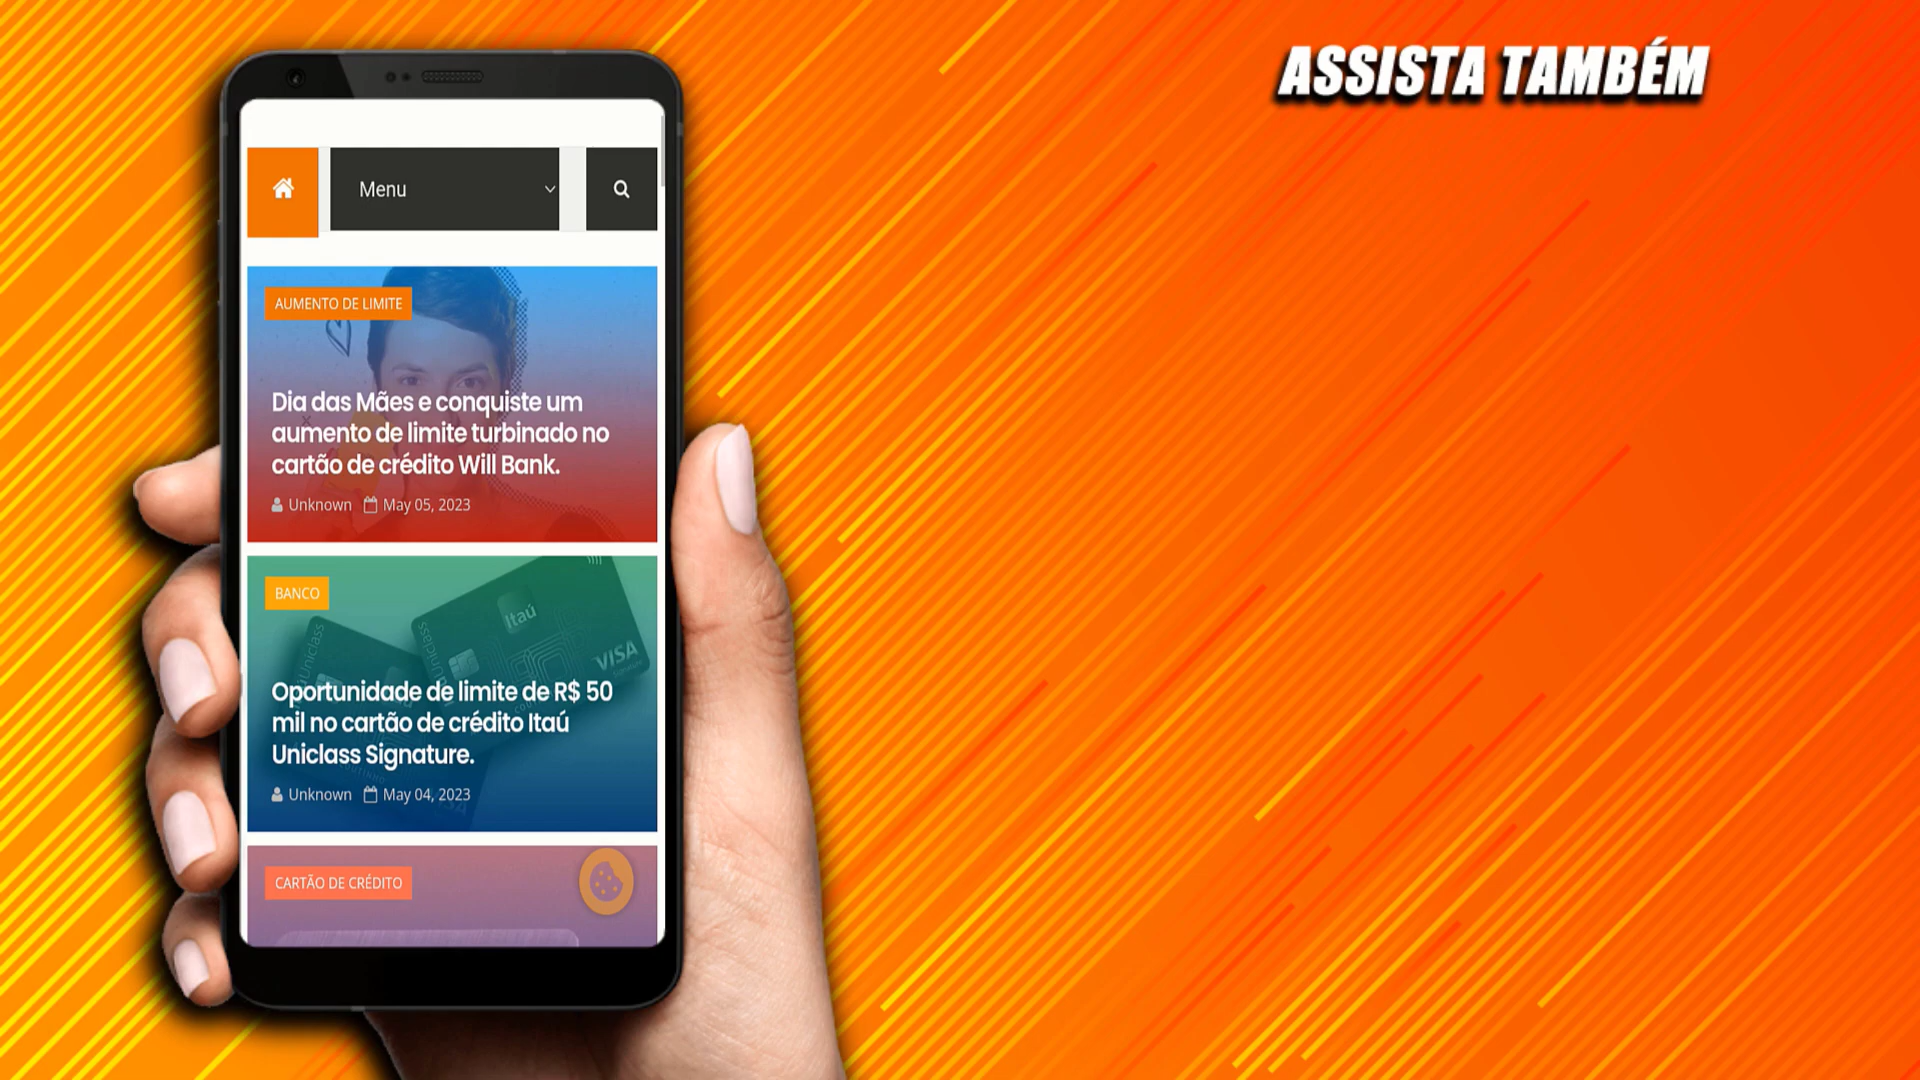 ASSISTA TAMBÉM
Menu
AUMENTO DE LIMITE
Dia das Mães e conquiste um
aumento de limite turbinado no
cartão de crédito Will Bank.
Unknown May 05, 2023
BANCO
Itaú
Uniclass
VISA
Oportunidade de limite de R$ 50
mil no cartão de crédito Itaú
Uniclass Signature.
Unknown May 04, 2023
CARTÃO DE CRÉDITO